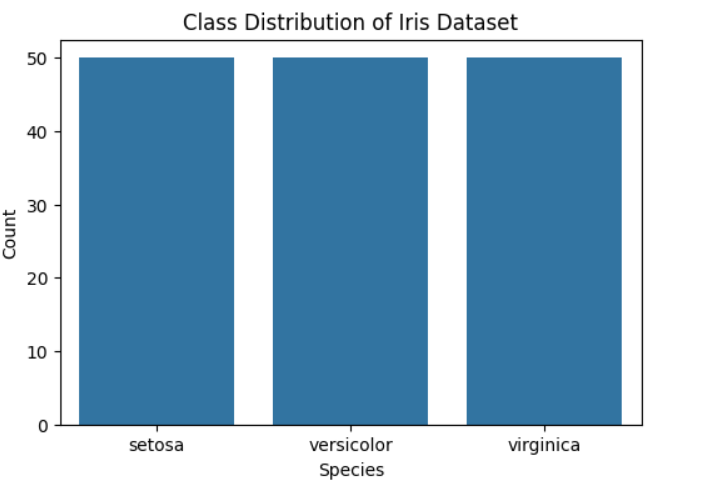 Class Distribution of Iris Dataset
50
40
30
20
10
0
Count
setosa versicolor virginica
Species